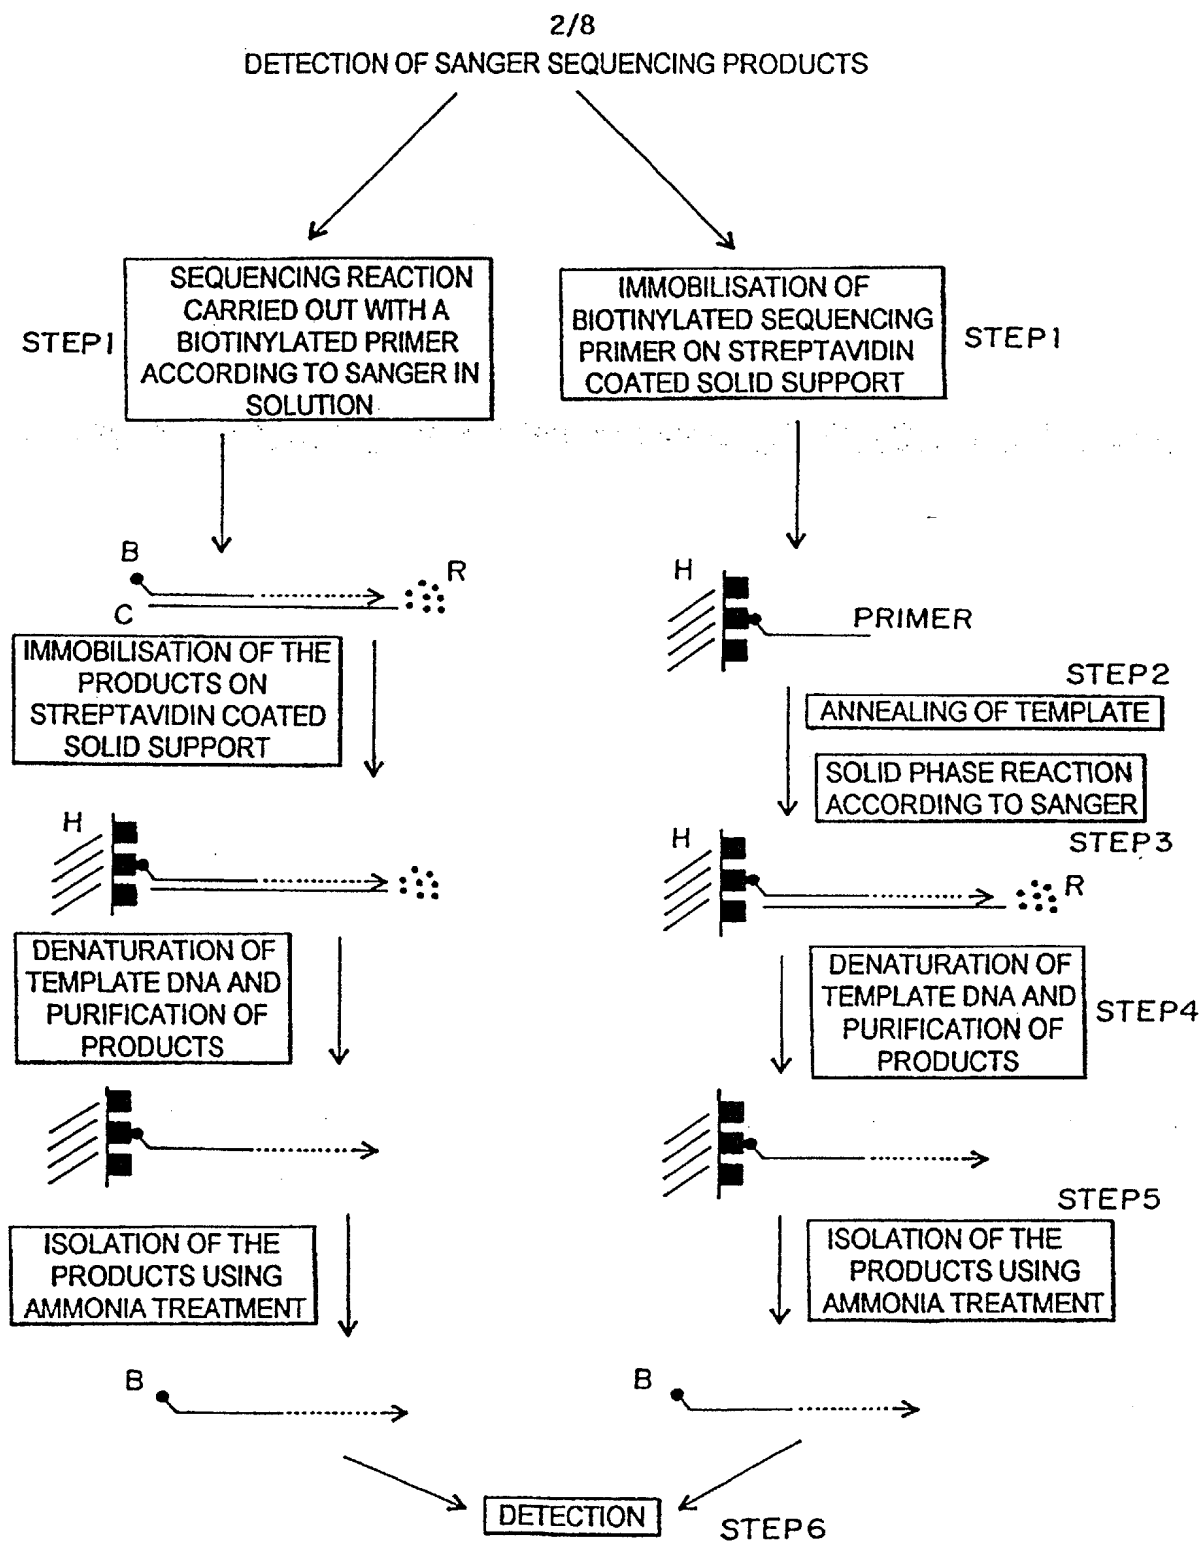 2/8
DETECTION OF SANGER SEQUENCING PRODUCTS
STEP1
SEQUENCING REACTION
CARRIED OUT WITH A
BIOTINYLATED PRIMER
ACCORDING TO SANGER IN
SOLUTION
IMMOBILISATION OF
BIOTINYLATED SEQUENCING
PRIMER ON STREPTAVIDIN
COATED SOLID SUPPORT
STEP1
B
R
C
IMMOBILISATION OF THE
PRODUCTS ON
STREPTAVIDIN COATED
SOLID SUPPORT
H
PRIMER
STEP2
ANNEALING OF TEMPLATE
SOLID PHASE REACTION
ACCORDING TO SANGER
STEP3
H
H
R
DENATURATION OF
TEMPLATE DNA AND
PURIFICATION OF
PRODUCTS
DENATURATION OF
TEMPLATE DNA AND
PURIFICATION OF
PRODUCTS
STEP4
STEP5
ISOLATION OF THE
PRODUCTS USING
AMMONIA TREATMENT
ISOLATION OF THE
PRODUCTS USING
AMMONIA TREATMENT
B
B
DETECTION
STEP6